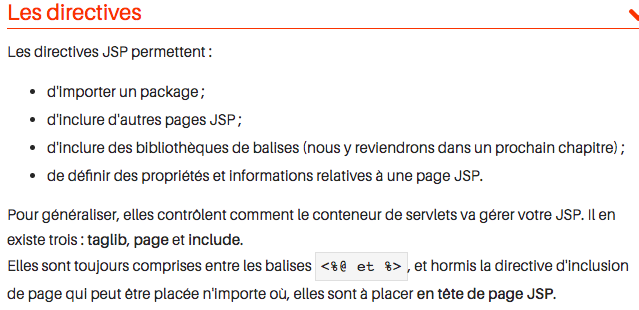 Les directives
Les directives JSP permettent :
• d'importer un package ;
• d'inclure d'autres pages JSP ;
• d'inclure des bibliothèques de balises (nous y reviendrons dans un prochain chapitre) ;
• de définir des propriétés et informations relatives à une page JSP.
Pour généraliser, elles contrôlent comment le conteneur de servlets va gérer votre JSP. Il en
existe trois : taglib, page et include.
Elles sont toujours comprises entre les balises <%@ et %> , et hormis la directive d'inclusion
de page qui peut être placée n'importe où, elles sont à placer en tête de page JSP.